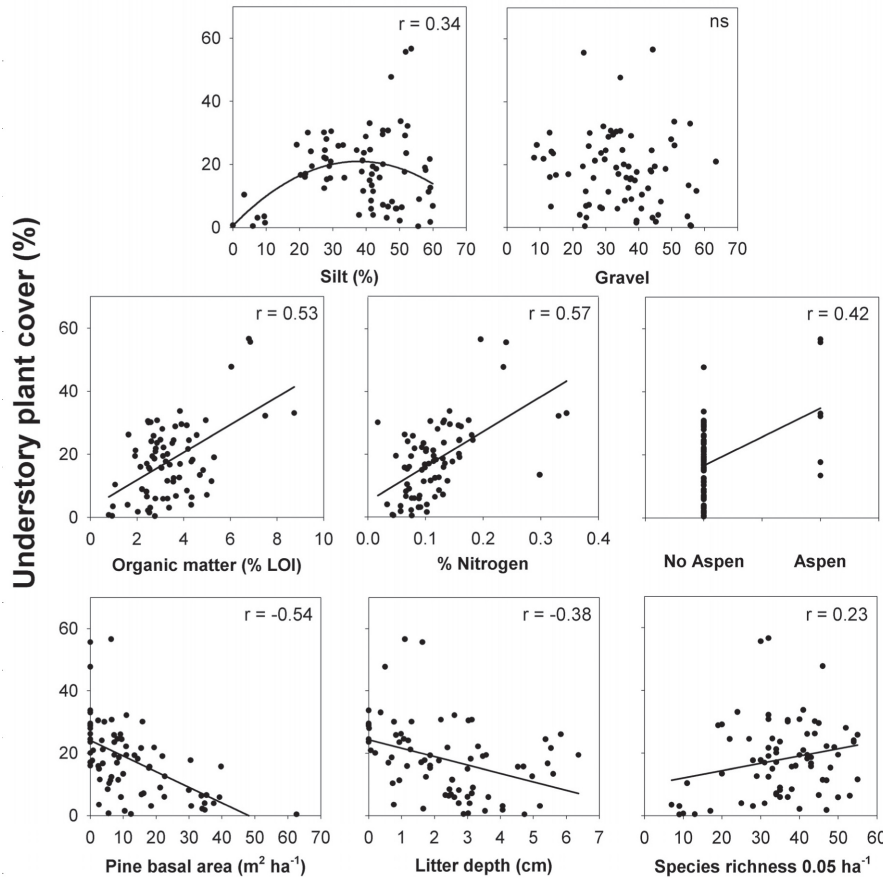 Understory plant cover (%)
r = 0.34
60
40
20
0
0 10 20 30 40 50 60 70
Silt (%)
ns
0 10 20 30 40 50 60 70
Gravel
r = 0.53
60
40
20
0
0 2 4 6 8 10
Organic matter (% LOI)
r = 0.57
0.0 0.1 0.2 0.3 0.4
% Nitrogen
r = 0.42
No Aspen Aspen
r = -0.54
60
40
20
0
0 10 20 30 40 50 60 70
Pine basal area (m² ha⁻¹)
r = -0.38
0 1 2 3 4 5 6 7
Litter depth (cm)
r = 0.23
0 10 20 30 40 50 60
Species richness 0.05 ha⁻¹